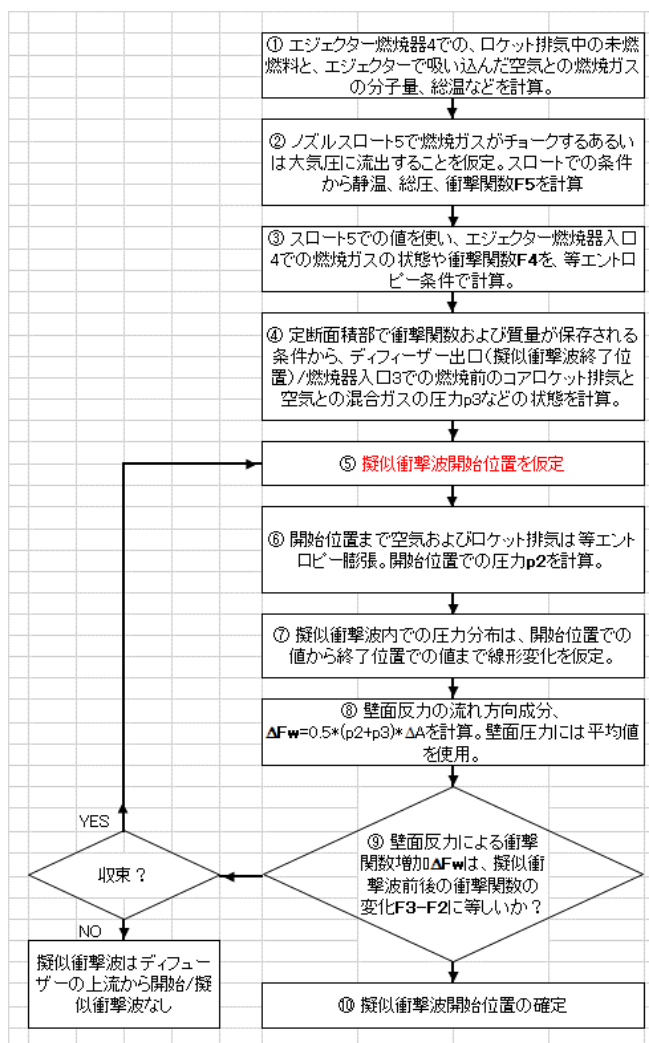 ① エジェクター燃焼器4での、ロケット排気中の未燃
燃料と、エジェクターで吸い込んだ空気との燃焼ガス
の分子量、総温などを計算。
② ノズルスロート5で燃焼ガスがチョークするあるい
は大気圧に流出することを仮定。スロートでの条件
から静温、総圧、衝撃関数F5を計算
③ スロート5での値を使い、エジェクター燃焼器入口
4での燃焼ガスの状態や衝撃関数F4を、等エントロ
ピー条件で計算。
④ 定断面積部で衝撃関数および質量が保存される
条件から、ディフィーザー出口(擬似衝撃波終了位
置)/燃焼器入口3での燃焼前のコアロケット排気と
空気との混合ガスの圧力p3などの状態を計算。
⑤ 擬似衝撃波開始位置を仮定
⑥ 開始位置まで空気およびロケット排気は等エント
ロピー膨張。開始位置での圧力p2を計算。
⑦ 擬似衝撃波内での圧力分布は、開始位置での
値から終了位置での値まで線形変化を仮定。
⑧ 壁面反力の流れ方向成分、
ΔFw=0.5*(p2+p3)*ΔAを計算。壁面圧力には平均値
を使用。
⑨ 壁面反力による衝撃
関数増加ΔFwは、擬似衝
撃波前後の衝撃関数の
変化F3-F2に等しいか?
YES
収束?
NO
擬似衝撃波はディフュー
ザーの上流から開始/擬
似衝撃波なし
⑩ 擬似衝撃波開始位置の確定